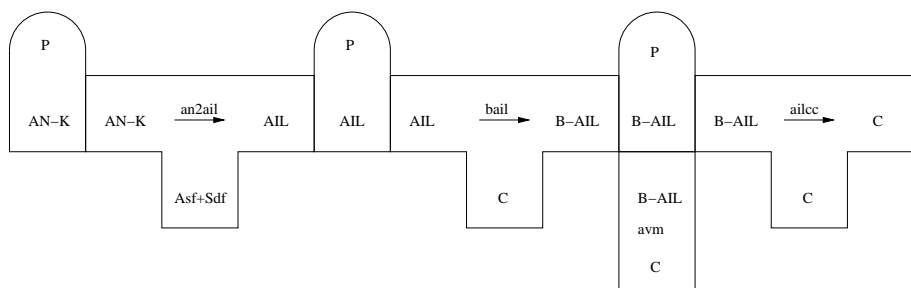 P P P
AN−K AN−K an2ail AIL AIL AIL bail B−AIL B−AIL B−AIL ailcc C
Asf+Sdf C B−AIL C
avm
C